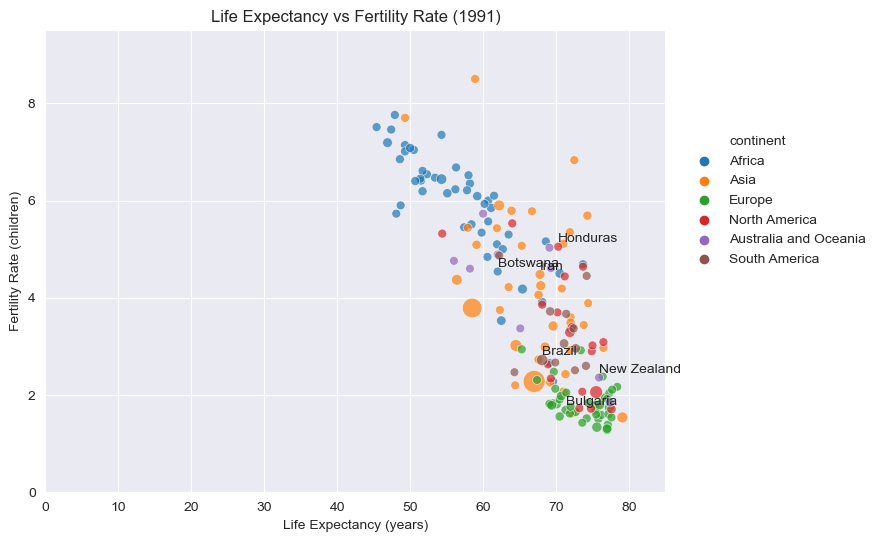 Life Expectancy vs Fertility Rate (1991)
8
6
4
2
0
Fertility Rate (children)
Honduras
Botswana
Iran
Brazil
New Zealand
Bulgaria
0 10 20 30 40 50 60 70 80
Life Expectancy (years)
continent
Africa
Asia
Europe
North America
Australia and Oceania
South America